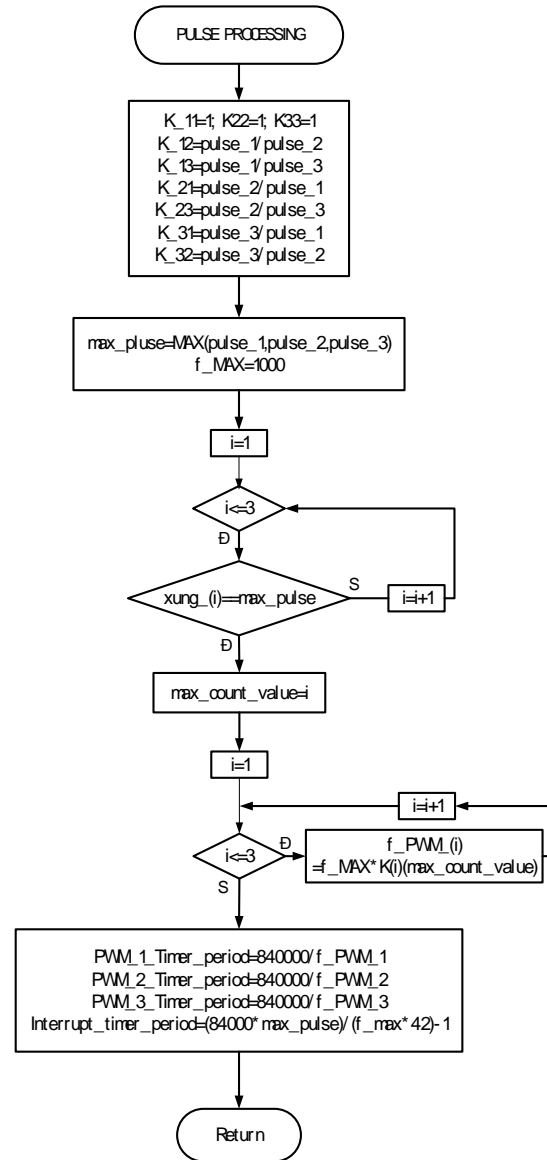 PULSE PROCESSING
K_11=1; K22=1; K33=1
K_12=pulse_1/pulse_2
K_13=pulse_1/pulse_3
K_21=pulse_2/pulse_1
K_23=pulse_2/pulse_3
K_31=pulse_3/pulse_1
K_32=pulse_3/pulse_2
max_pluse=MAX(pulse_1,pulse_2,pulse_3)
f_MAX=1000
i=1
i<=3
Đ
xung_(i)==max_pulse
S
i=i+1
Đ
max_count_value=i
i=1
i=i+1
i<=3
Đ
f_PWM_(i)
=f_MAX*K(i)(max_count_value)
S
PWM_1_Timer_period=840000/f_PWM_1
PWM_2_Timer_period=840000/f_PWM_2
PWM_3_Timer_period=840000/f_PWM_3
Interrupt_timer_period=(84000*max_pulse)/(f_max*42)-1
Return